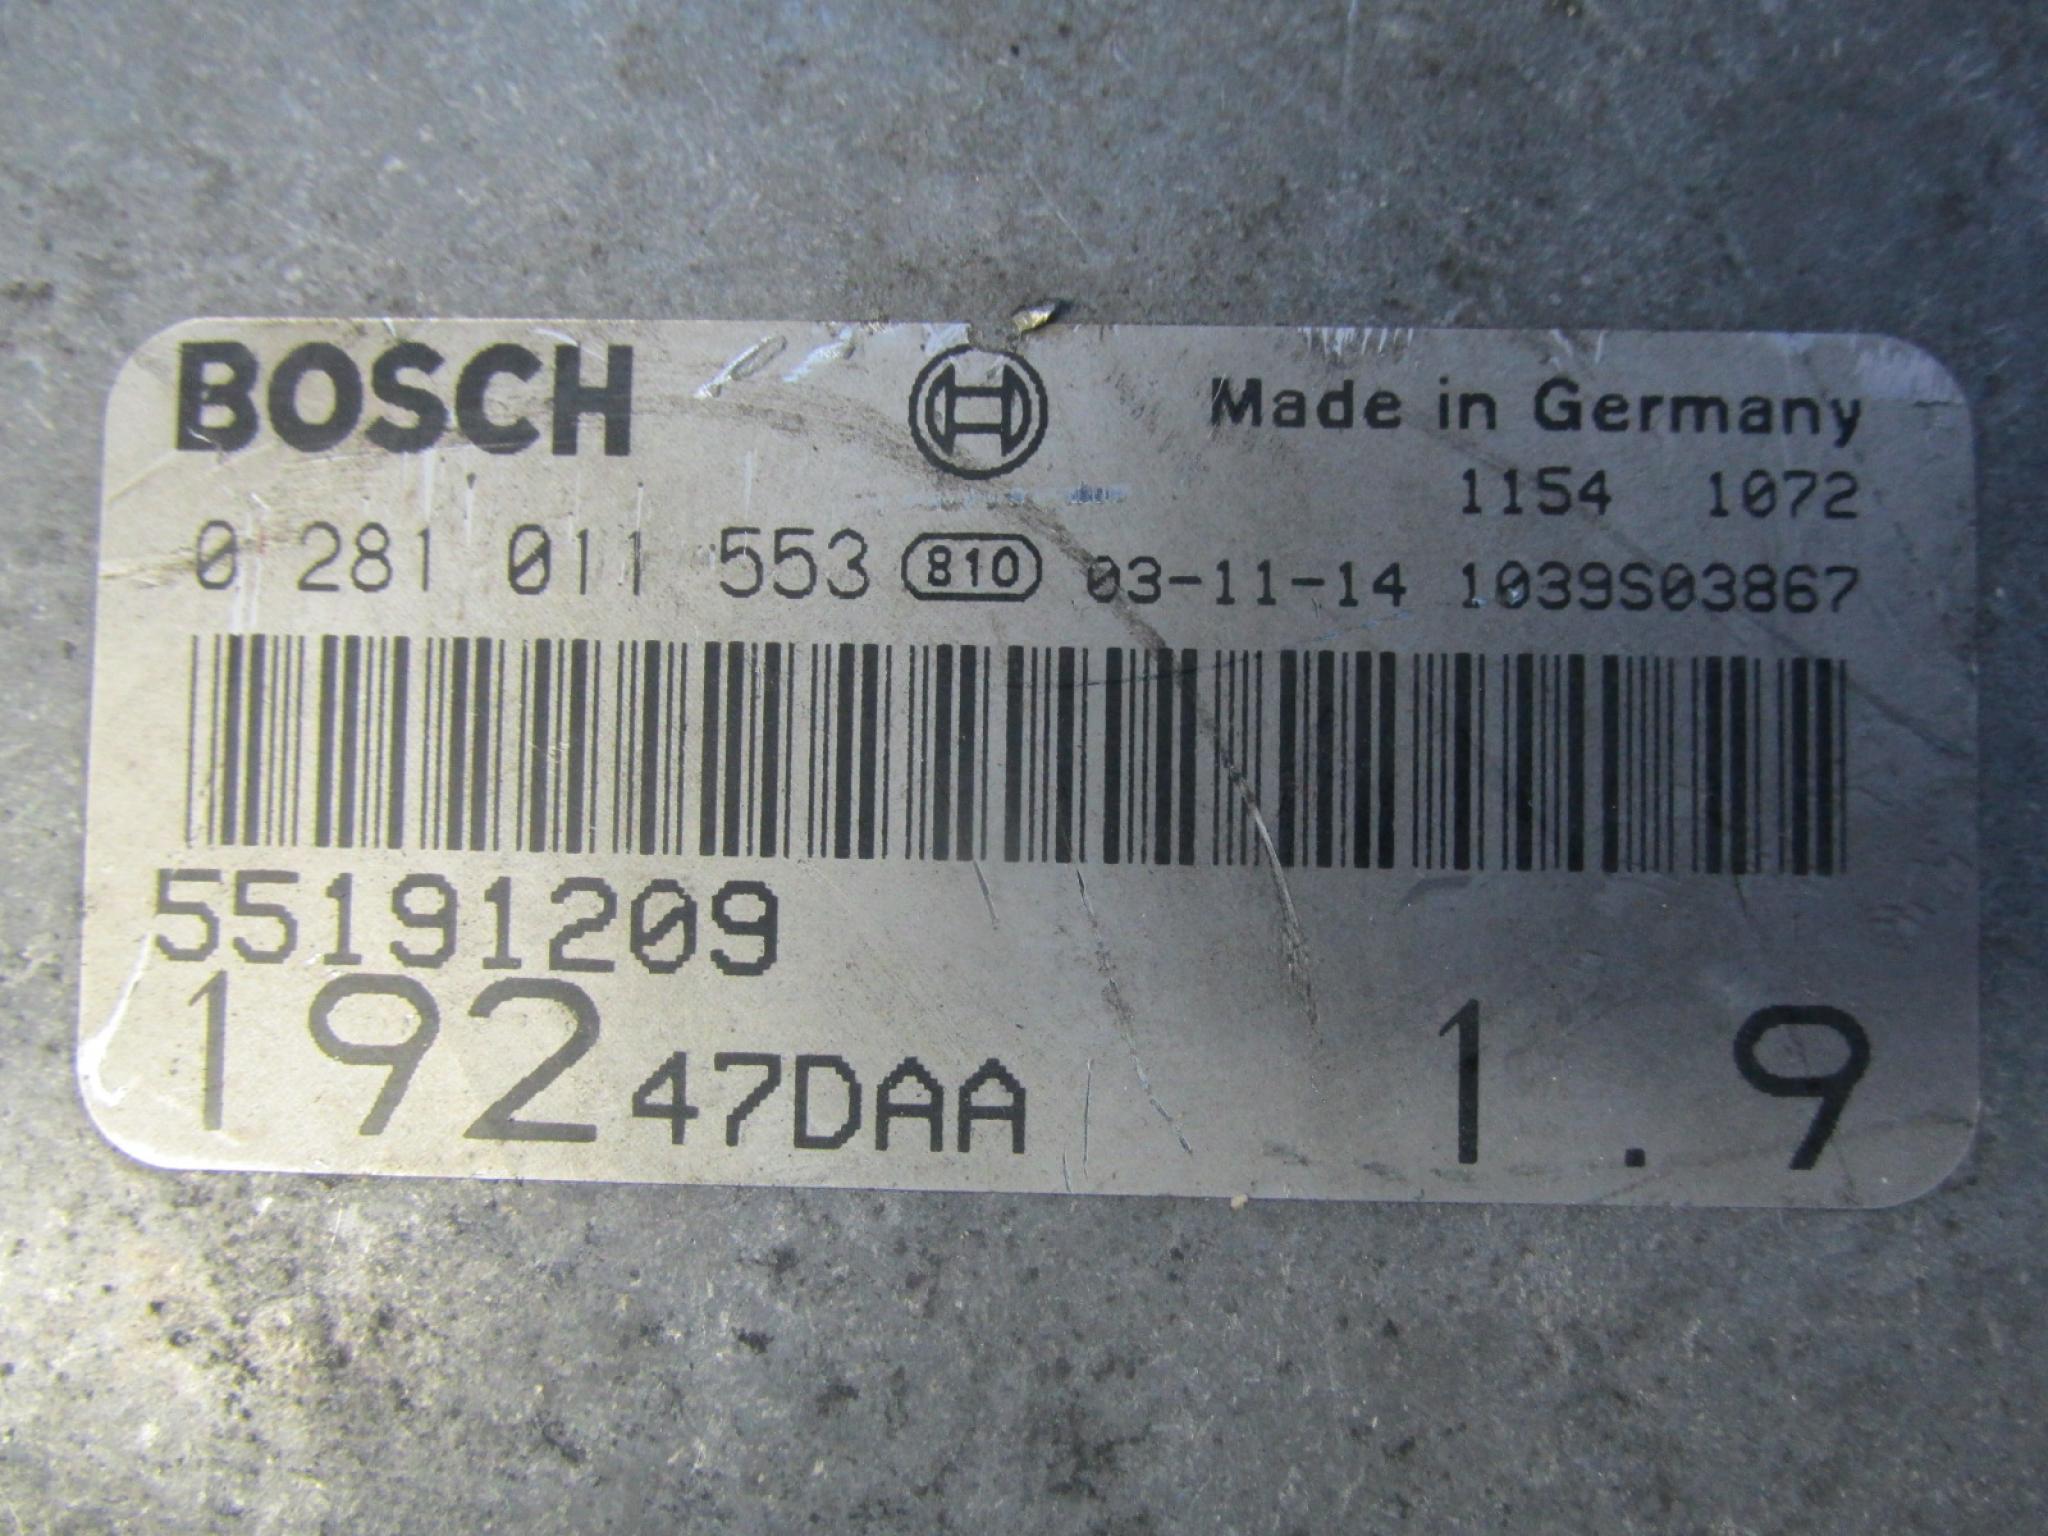 BOSCH Made in Germany
1154 1072
0 281 011 553 810 03-11-14 1039S03867
55191209
192 47DAA 1.9